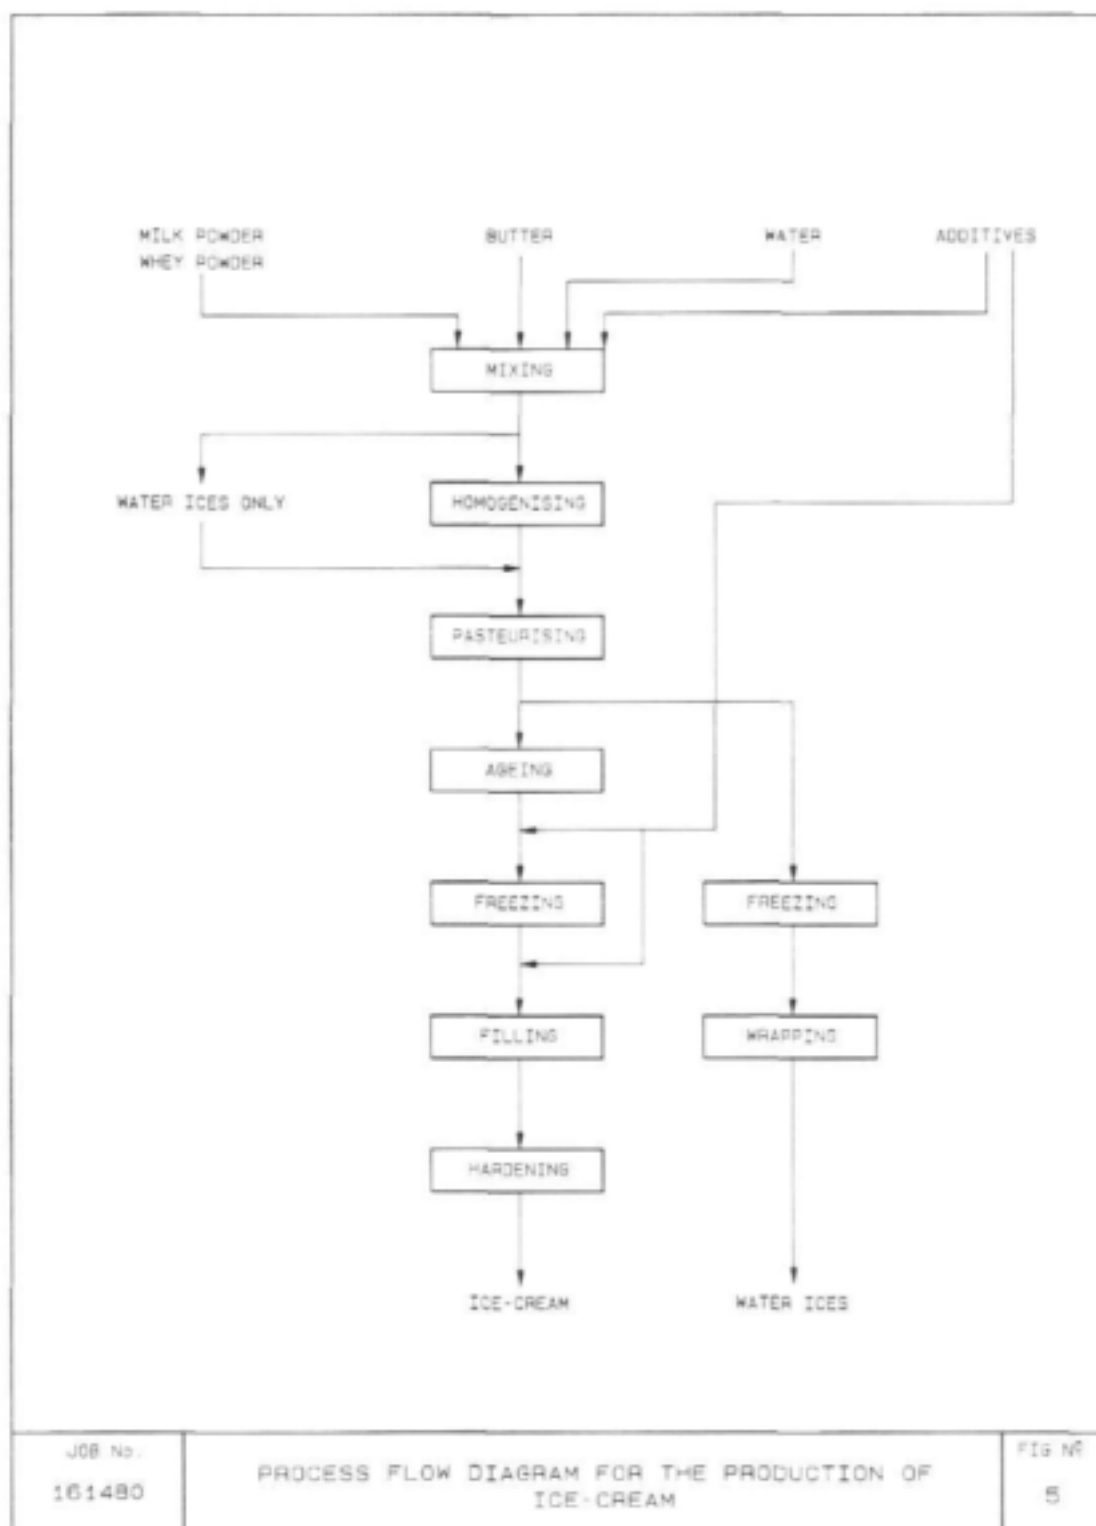 MILK POWDER
WHEY POWDER
BUTTER
WATER
ADDITIVES
MIXING
WATER ICES ONLY
HOMOGENISING
PASTEURISING
AGEING
FREEZING
FREEZING
FILLING
WRAPPING
HARDENING
ICE-CREAM
WATER ICES
JOB No.
161480
PROCESS FLOW DIAGRAM FOR THE PRODUCTION OF
ICE-CREAM
FIG Nº
5